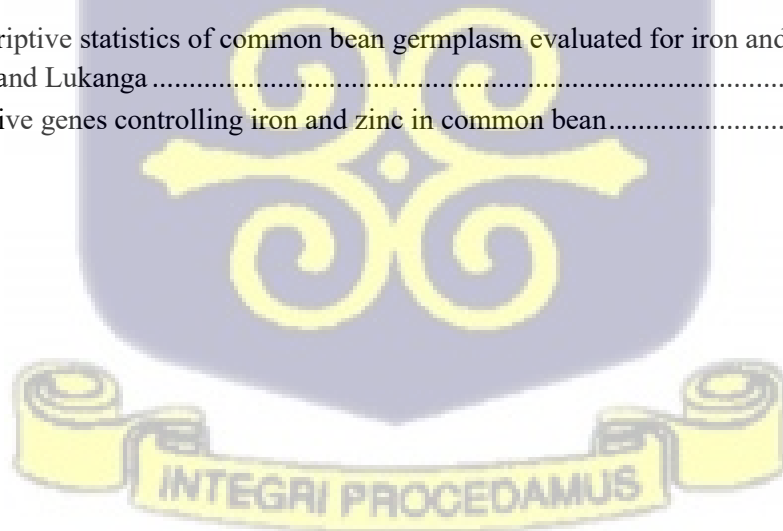 riptive statistics of common bean germplasm evaluated for iron and
and Lukanga ................................................................................
ive genes controlling iron and zinc in common bean.......................
INTEGRI PROCEDAMUS